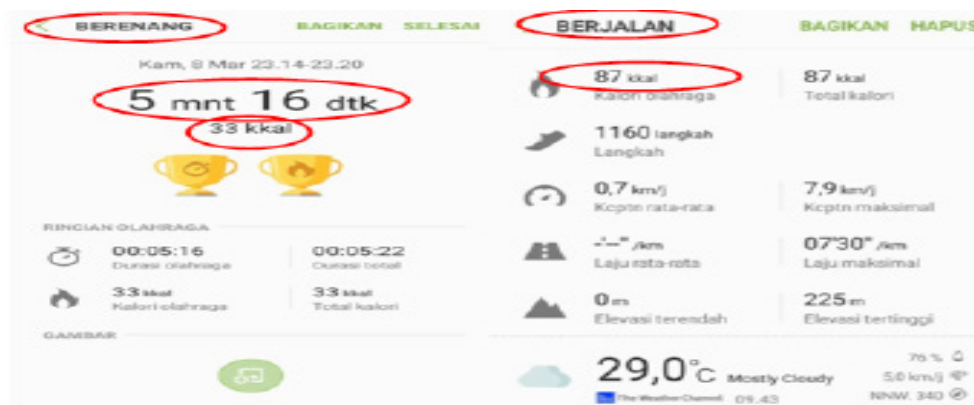 BERENANG BAGIKAN SELESAI
Kam, 8 Mar 23.14-23.20
5 mnt 16 dtk
33 kkal
RINCIAN OLAHRAGA
00:05:16 00:05:22
Durasi olahraga Durasi total
33 kkal 33 kkal
Kalori olahraga Total kalori
GAMBAR
BERJALAN BAGIKAN HAPUS
87 kkal 87 kkal
Kalori olahraga Total kalori
1160 langkah
Langkah
0,7 km/j 7,9 km/j
Kcptn rata-rata Kcptn maksimal
-'--" /km 07'30" /km
Laju rata-rata Laju maksimal
0 m 225 m
Elevasi terendah Elevasi tertinggi
29,0°C Mostly Cloudy
76 %
5,0 km/j
The Weather Channel 09.43
NNW. 340